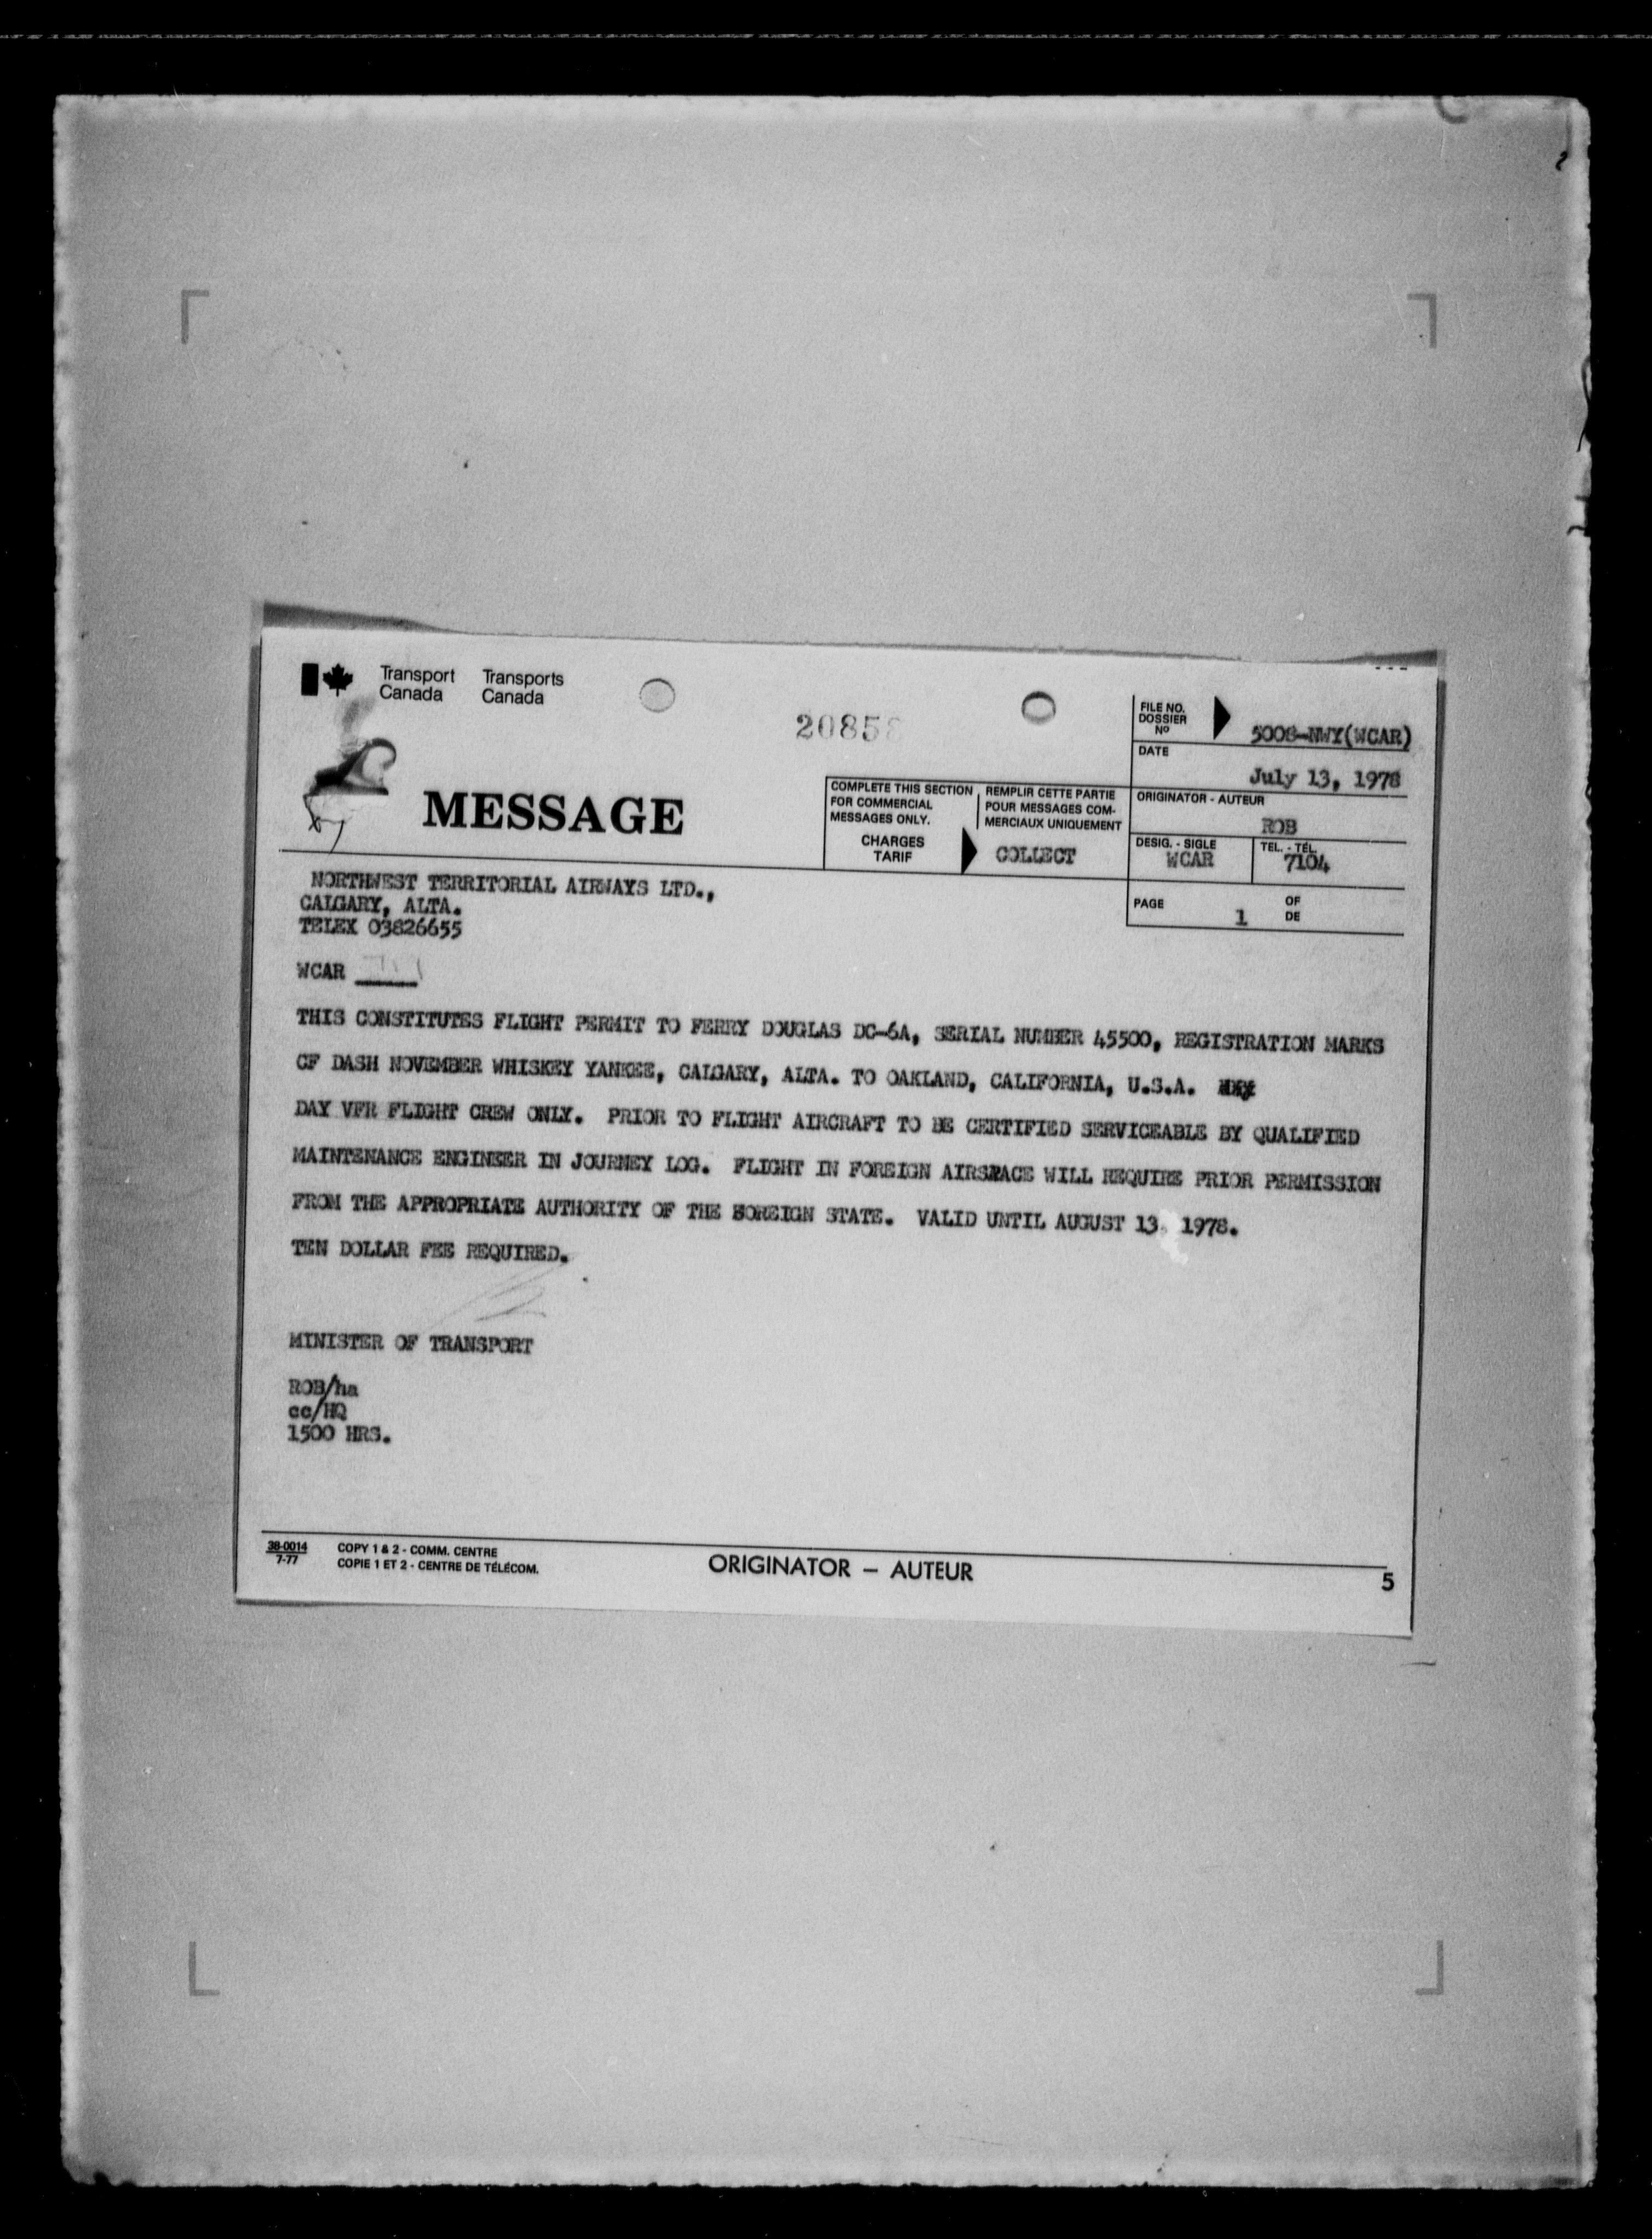 Transport Canada
Transports Canada
2085
FILE NO.
DOSSIER
Nº
5008-NWY(WCAR)
DATE
July 13, 1978
MESSAGE
COMPLETE THIS SECTION
FOR COMMERCIAL
MESSAGES ONLY.
REMPLIR CETTE PARTIE
POUR MESSAGES COM-
MERCIAUX UNIQUEMENT
CHARGES
TARIF
COLLECT
ORIGINATOR - AUTEUR
ROB
DESIG. - SIGLE
WCAR
TEL. - TÉL.
7104
PAGE 1 OF
DE
NORTHWEST TERRITORIAL AIRWAYS LTD.,
CALGARY, ALTA.
TELEX 03826655
WCAR
THIS CONSTITUTES FLIGHT PERMIT TO FERRY DOUGLAS DC-6A, SERIAL NUMBER 45500, REGISTRATION MARKS
CF DASH NOVEMBER WHISKEY YANKEE, CALGARY, ALTA. TO OAKLAND, CALIFORNIA, U.S.A.
DAY VFR FLIGHT CREW ONLY. PRIOR TO FLIGHT AIRCRAFT TO BE CERTIFIED SERVICEABLE BY QUALIFIED
MAINTENANCE ENGINEER IN JOURNEY LOG. FLIGHT IN FOREIGN AIRSPACE WILL REQUIRE PRIOR PERMISSION
FROM THE APPROPRIATE AUTHORITY OF THE FOREIGN STATE. VALID UNTIL AUGUST 13, 1978.
TEN DOLLAR FEE REQUIRED.
MINISTER OF TRANSPORT
ROB/ha
cc/HQ
1500 HRS.
38-0014
7-77
COPY 1 & 2 - COMM. CENTRE
COPIE 1 ET 2 - CENTRE DE TÉLÉCOM.
ORIGINATOR — AUTEUR
5